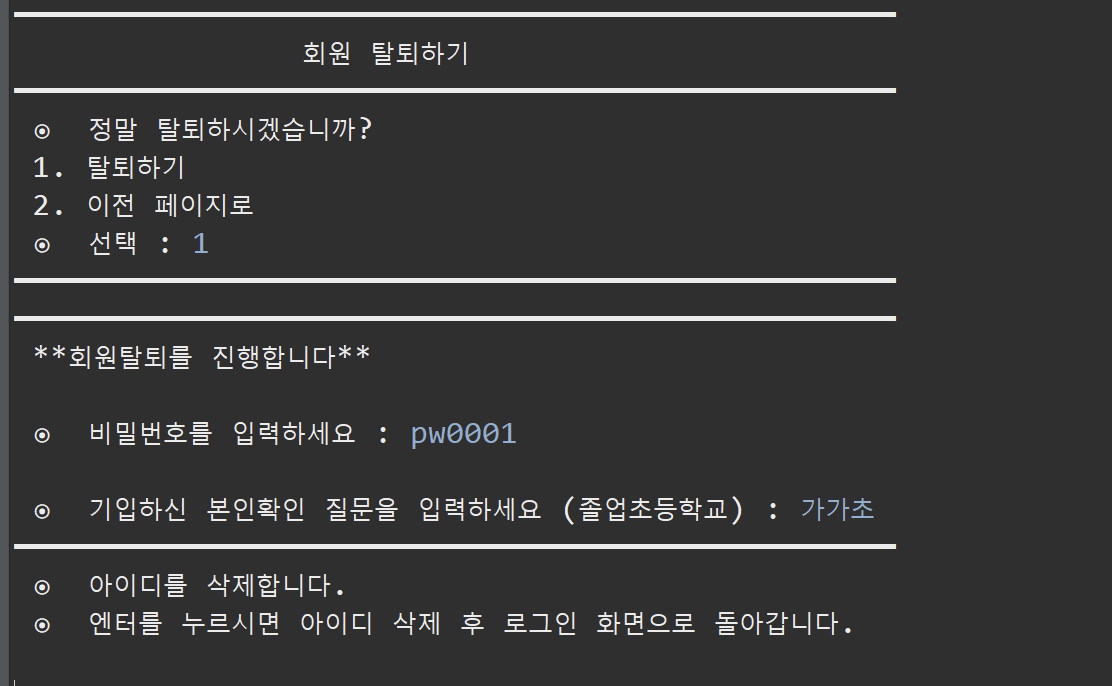 회원 탈퇴하기
⊙ 정말 탈퇴하시겠습니까?
1. 탈퇴하기
2. 이전 페이지로
⊙ 선택 : 1
**회원탈퇴를 진행합니다**
⊙ 비밀번호를 입력하세요 : pw0001
⊙ 기입하신 본인확인 질문을 입력하세요 (졸업초등학교) : 가가초
⊙ 아이디를 삭제합니다.
⊙ 엔터를 누르시면 아이디 삭제 후 로그인 화면으로 돌아갑니다.